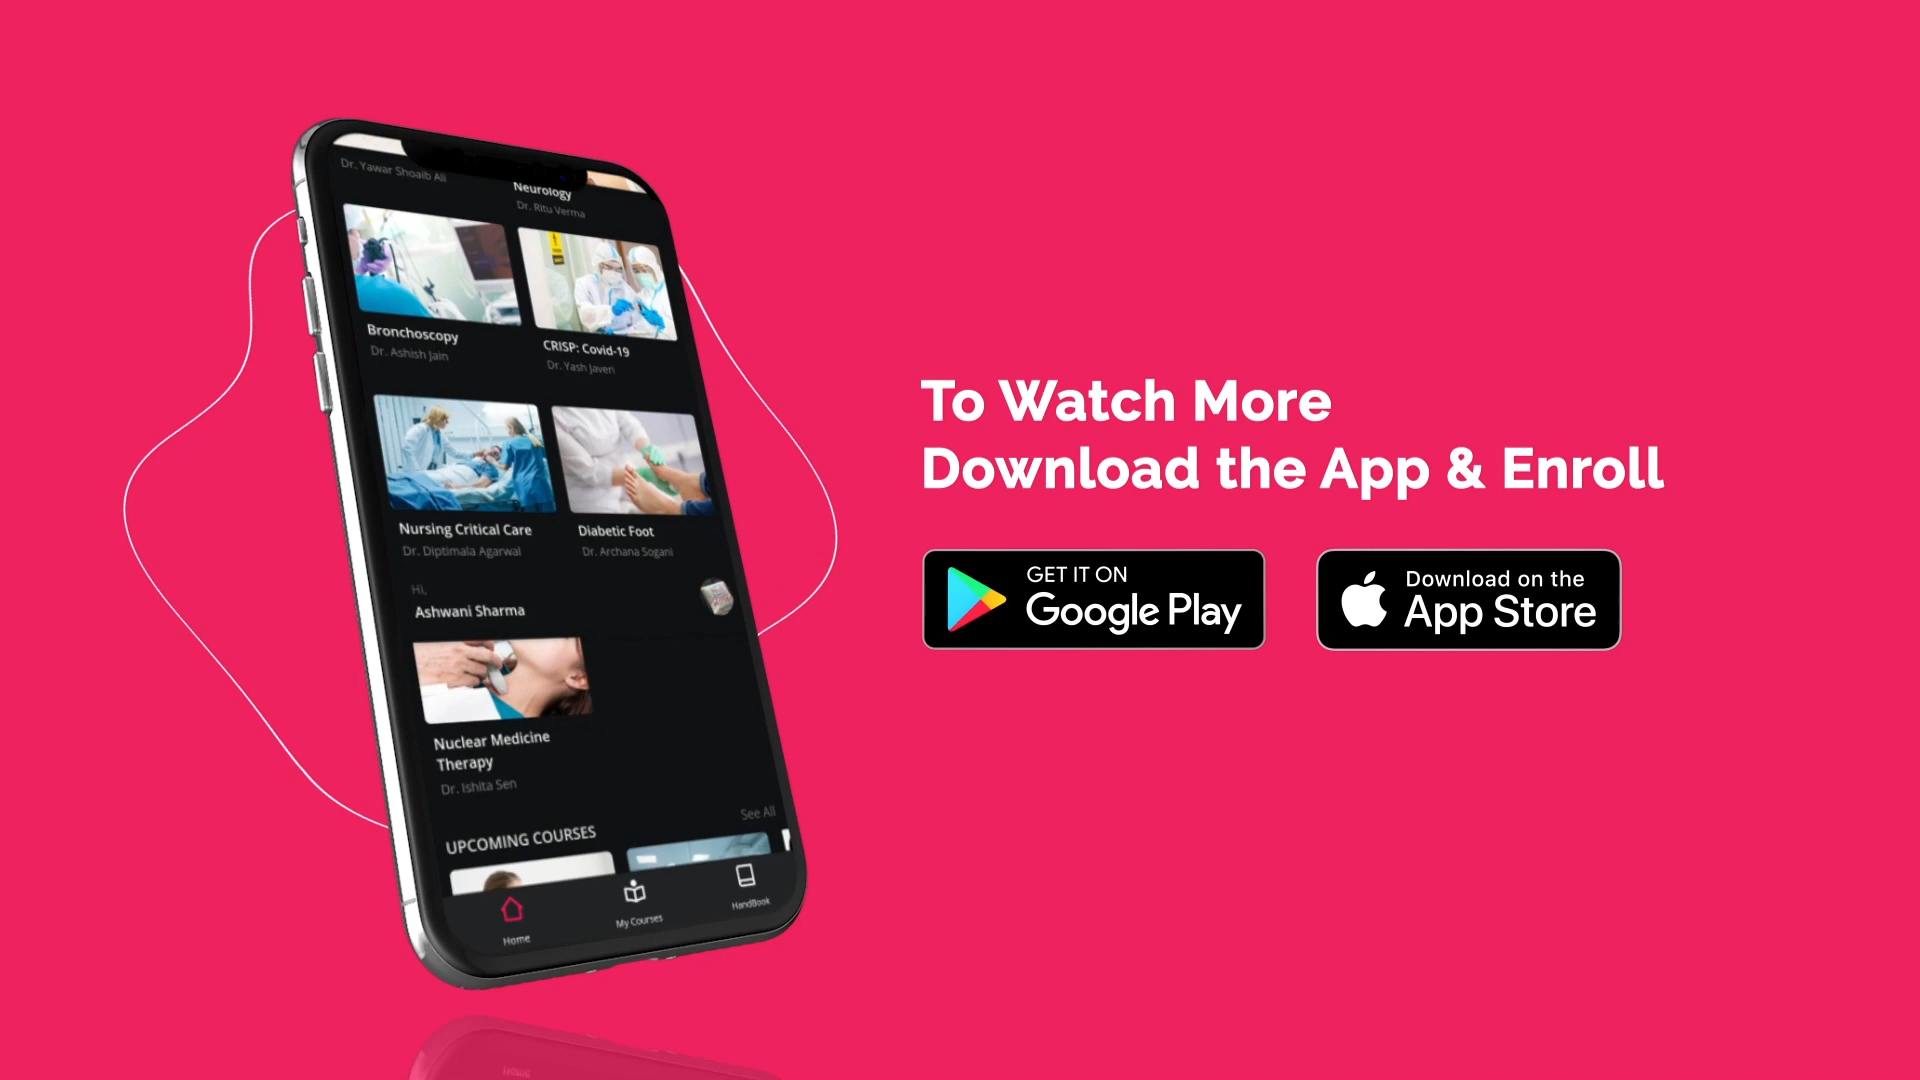 Dr. Yawar Shoaib Ali
Neurology
Dr. Ritu Verma
Bronchoscopy
Dr. Ashish Jain
CRISP: Covid-19
Dr. Yash Javeri
Nursing Critical Care
Dr. Diptimala Agarwal
Diabetic Foot
Dr. Archana Sogani
Hi,
Ashwani Sharma
Nuclear Medicine
Therapy
Dr. Ishita Sen
UPCOMING COURSES
See All
Home
My Courses
HandBook
To Watch More
Download the App & Enroll
GET IT ON
Google Play
Download on the
App Store
Home